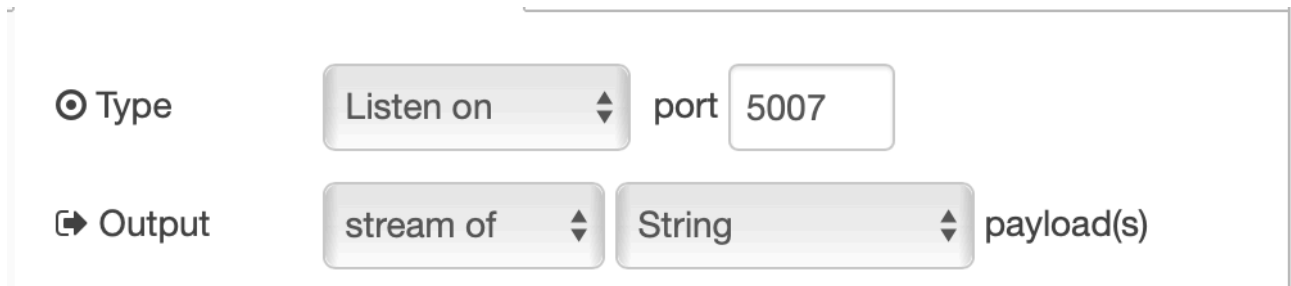 Type Listen on port 5007
Output stream of String payload(s)